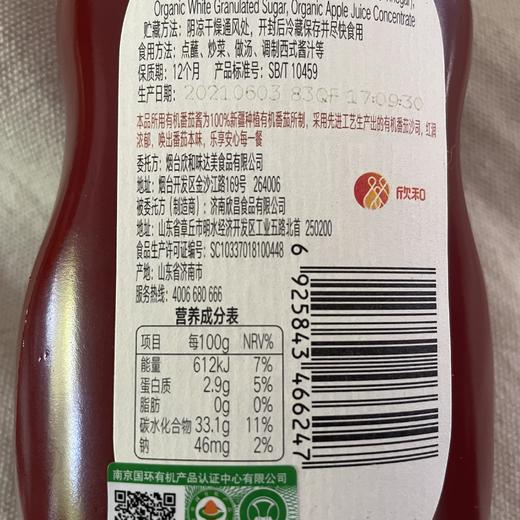 Organic White Granulated Sugar, Organic Apple Juice Concentrate
贮藏方法：阴凉干燥通风处，开封后冷藏保存并尽快食用
食用方法：点蘸、炒菜、做汤、调制西式酱汁等
保质期：12个月 产品标准号：SB/T 10459
生产日期：20210603 83QF 17:09:30
本品所用有机番茄酱为100%新疆种植有机番茄所制，采用先进工艺生产出的有机番茄沙司，红润
浓郁，唤出番茄本味，乐享安心每一餐
委托方：烟台欣和味达美食品有限公司
地址：烟台开发区金沙江路169号 264006
被委托方（制造商）：济南欣昌食品有限公司
地址：山东省章丘市明水经济开发区工业五路北首 250200
食品生产许可证编号：SC10337018100448
产地：山东省济南市
服务热线：4006 680 666
欣和
营养成分表
项目 每100g NRV%
能量 612kJ 7%
蛋白质 2.9g 5%
脂肪 0g 0%
碳水化合物 33.1g 11%
钠 46mg 2%
6 925843 466247
南京国环有机产品认证中心有限公司